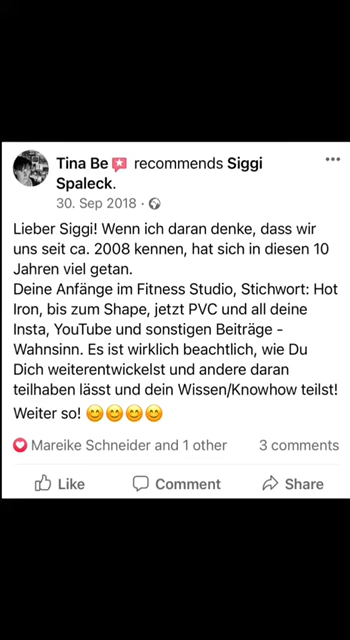 Tina Be recommends Siggi
Spaleck.
30. Sep 2018 ·
Lieber Siggi! Wenn ich daran denke, dass wir
uns seit ca. 2008 kennen, hat sich in diesen 10
Jahren viel getan.
Deine Anfänge im Fitness Studio, Stichwort: Hot
Iron, bis zum Shape, jetzt PVC und all deine
Insta, YouTube und sonstigen Beiträge -
Wahnsinn. Es ist wirklich beachtlich, wie Du
Dich weiterentwickelst und andere daran
teilhaben lässt und dein Wissen/Knowhow teilst!
Weiter so! 😊😊😊😊
Mareike Schneider and 1 other 3 comments
Like Comment Share